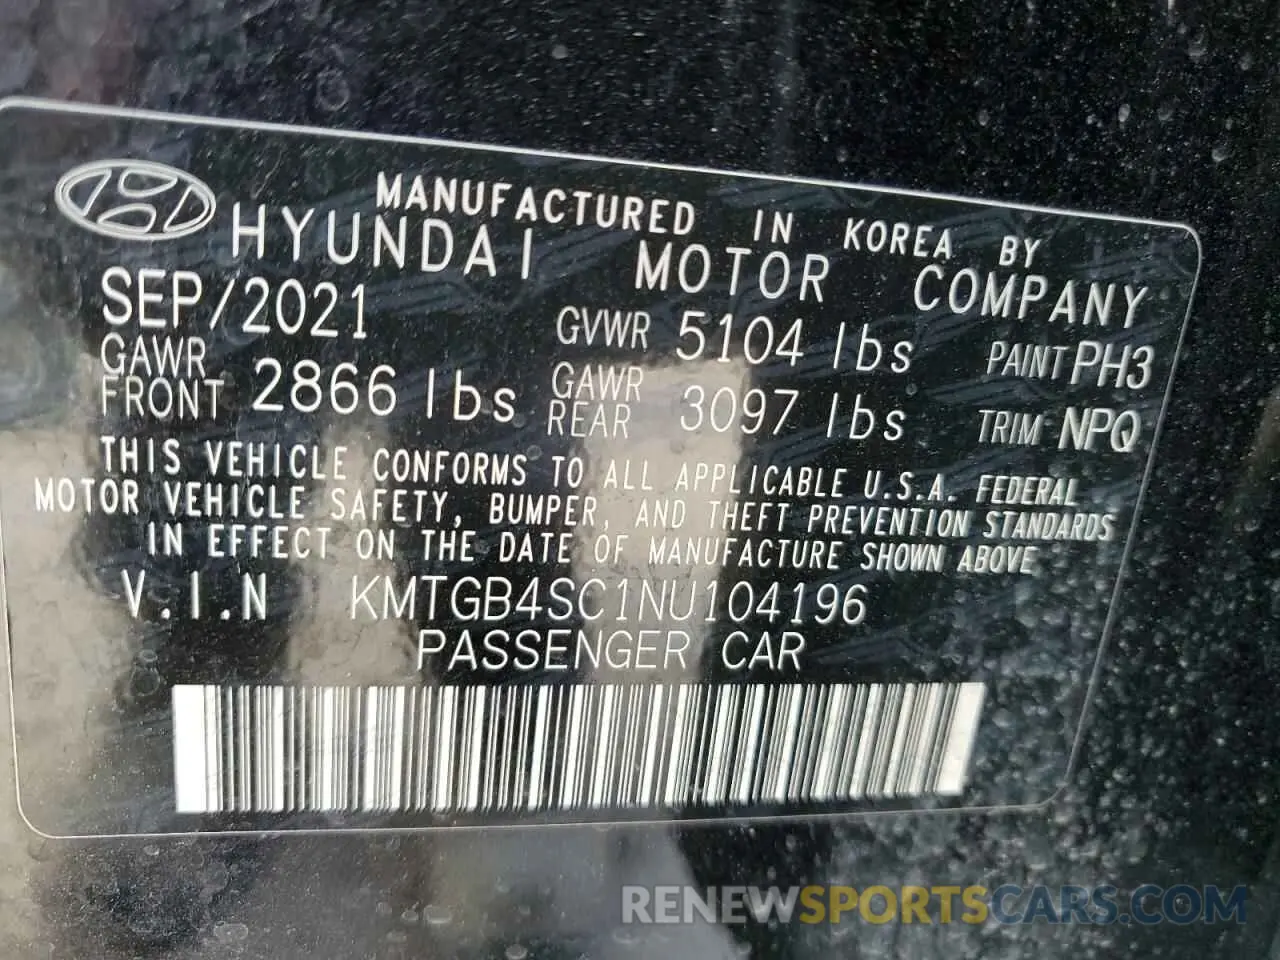 MANUFACTURED IN KOREA BY
HYUNDAI MOTOR COMPANY
SEP/2021 GVWR 5104 lbs PAINT PH3
GAWR FRONT 2866 lbs GAWR REAR 3097 lbs TRIM NPQ
THIS VEHICLE CONFORMS TO ALL APPLICABLE U.S.A. FEDERAL
MOTOR VEHICLE SAFETY, BUMPER, AND THEFT PREVENTION STANDARDS
IN EFFECT ON THE DATE OF MANUFACTURE SHOWN ABOVE
V.I.N KMTGB4SC1NU104196
PASSENGER CAR
RENEWSPORTSCARS.COM